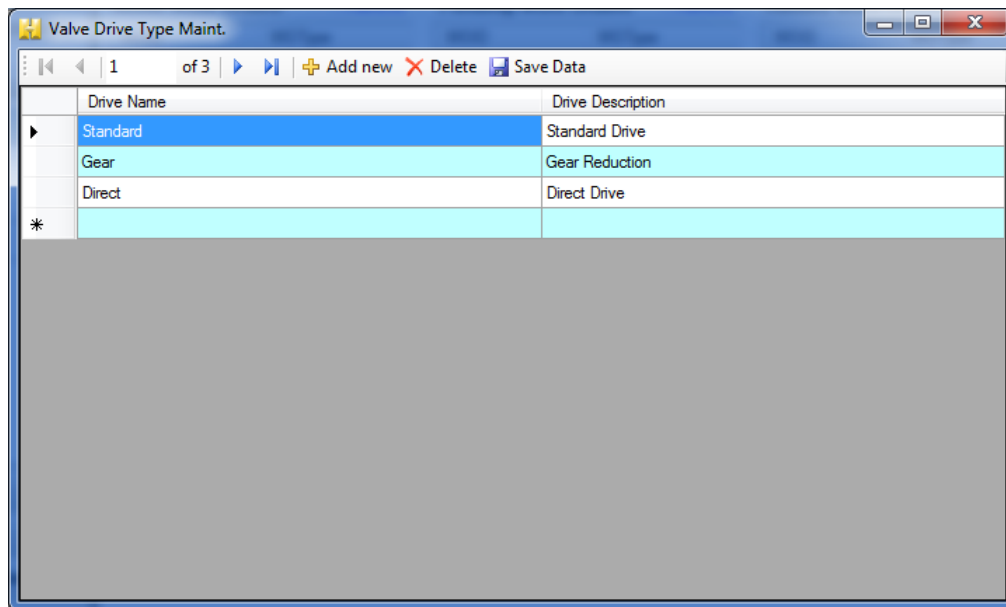 Valve Drive Type Maint.
1 of 3 Add new Delete Save Data
Drive Name Drive Description
Standard Standard Drive
Gear Gear Reduction
Direct Direct Drive